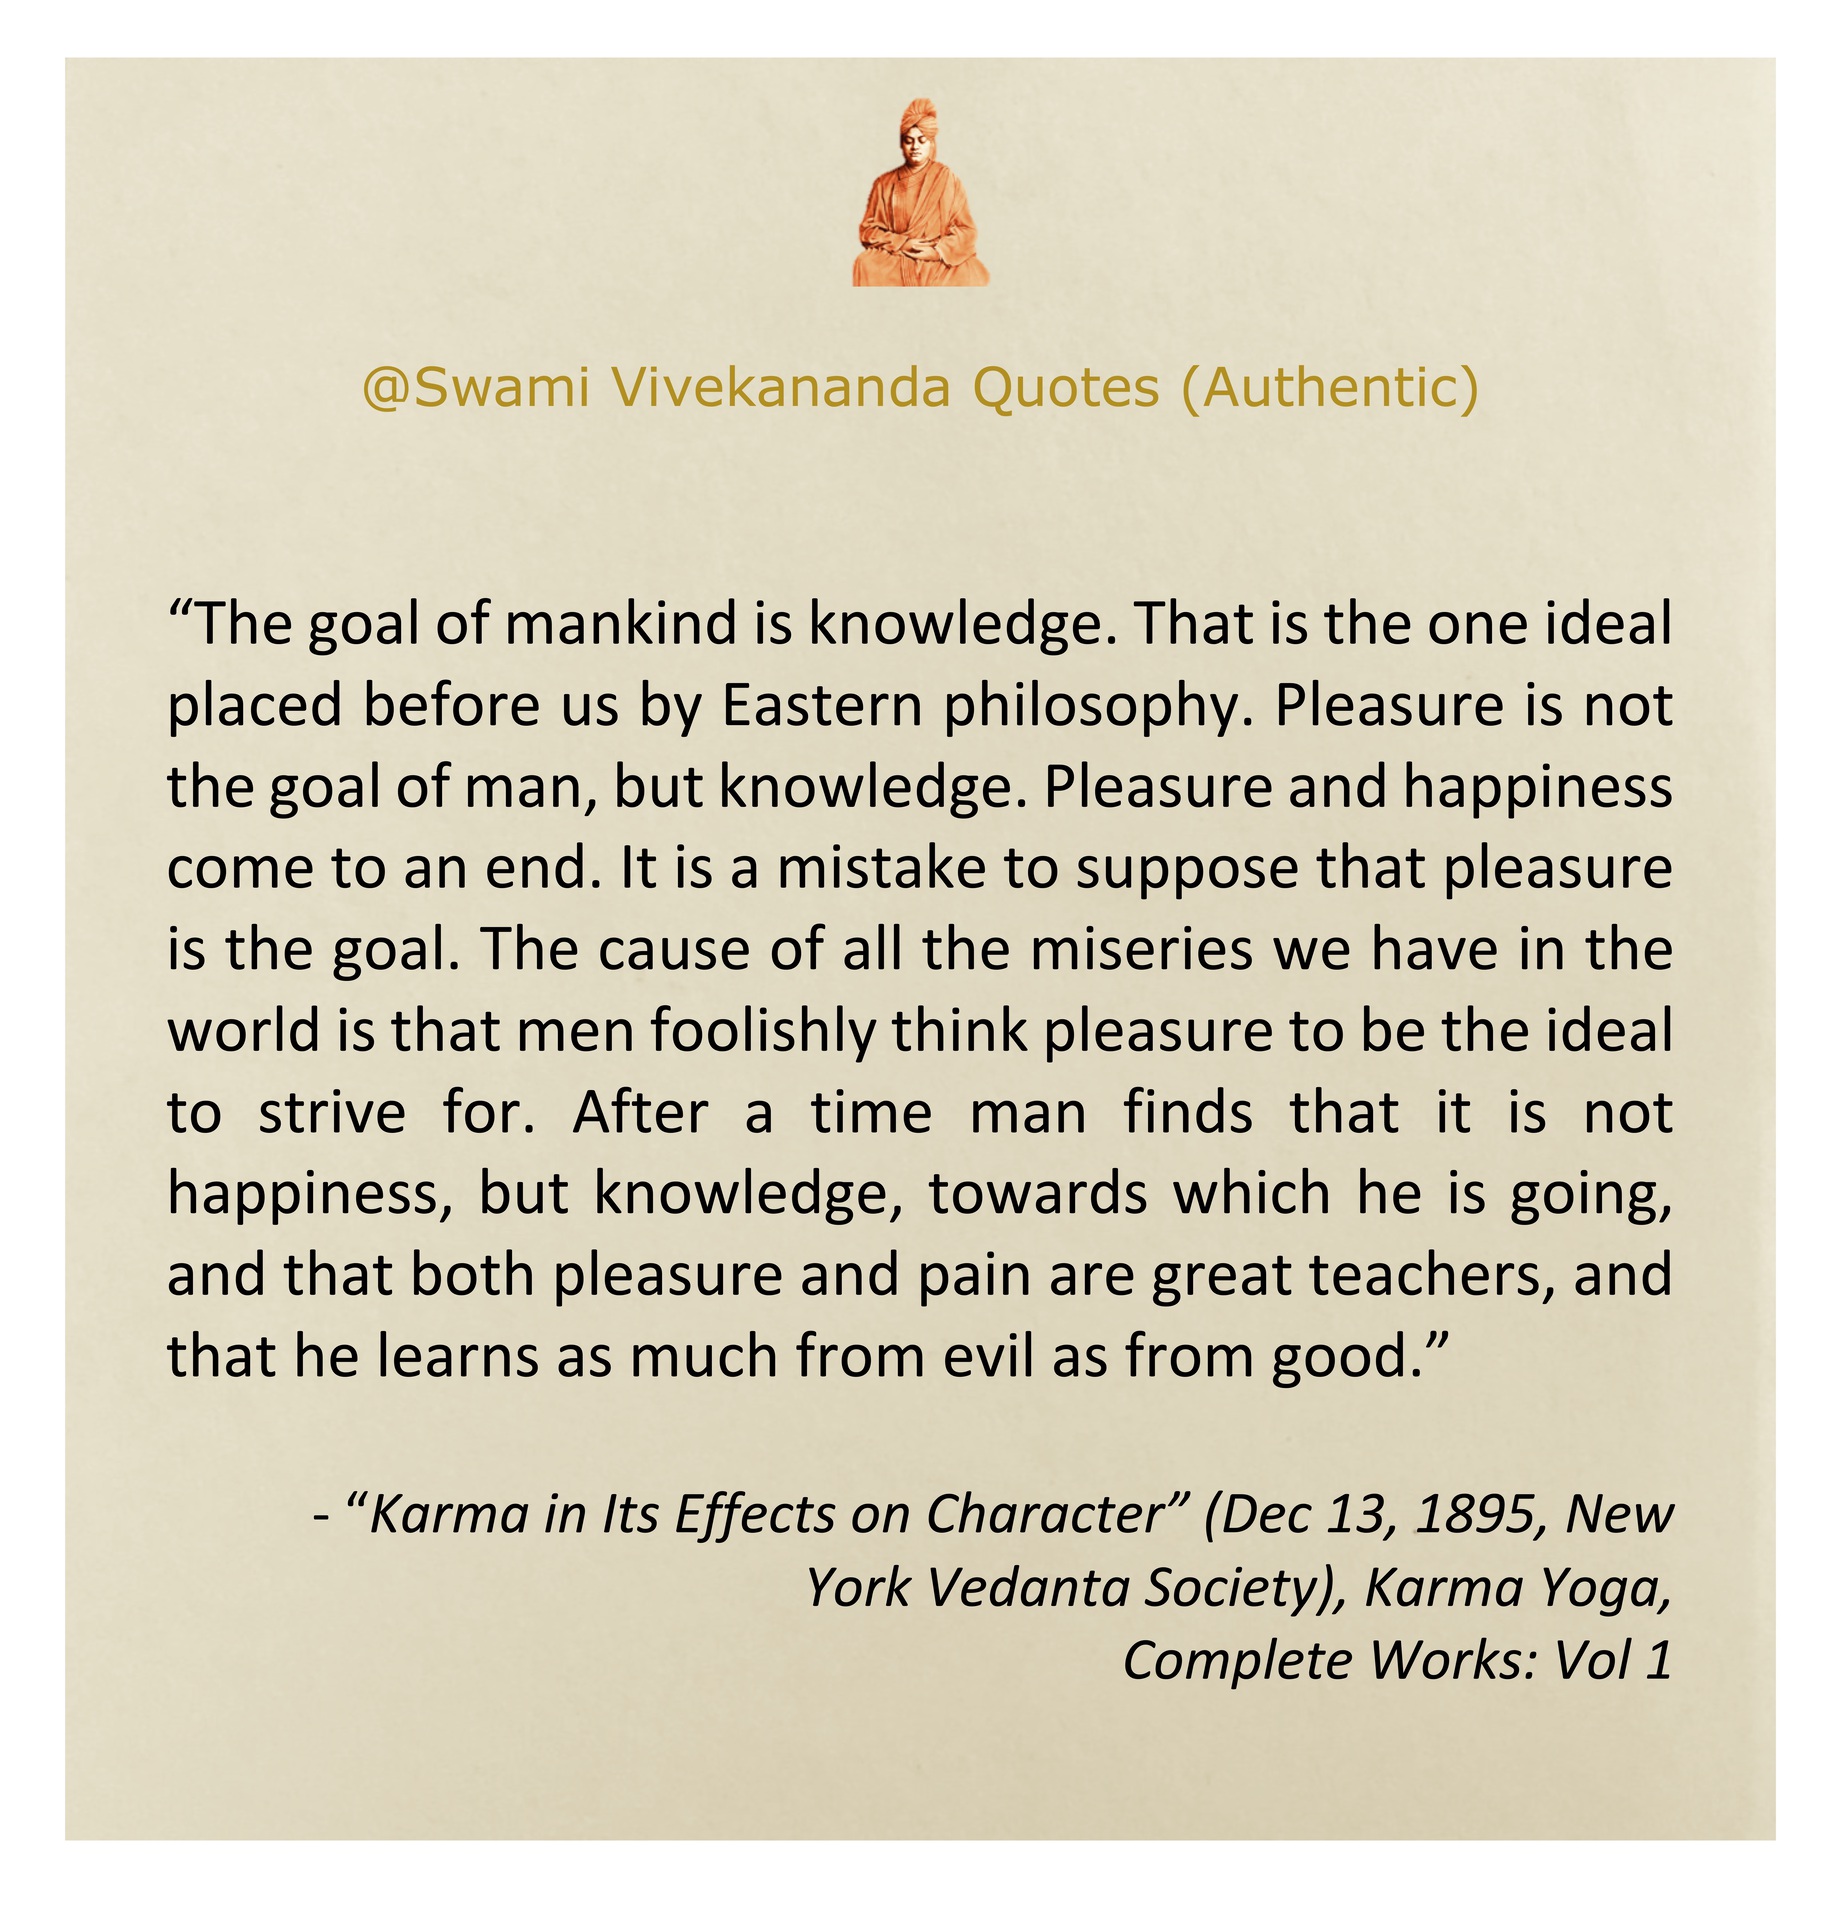 @Swami Vivekananda Quotes (Authentic)
“The goal of mankind is knowledge. That is the one ideal
placed before us by Eastern philosophy. Pleasure is not
the goal of man, but knowledge. Pleasure and happiness
come to an end. It is a mistake to suppose that pleasure
is the goal. The cause of all the miseries we have in the
world is that men foolishly think pleasure to be the ideal
to strive for. After a time man finds that it is not
happiness, but knowledge, towards which he is going,
and that both pleasure and pain are great teachers, and
that he learns as much from evil as from good.”
- “Karma in Its Effects on Character” (Dec 13, 1895, New
York Vedanta Society), Karma Yoga,
Complete Works: Vol 1